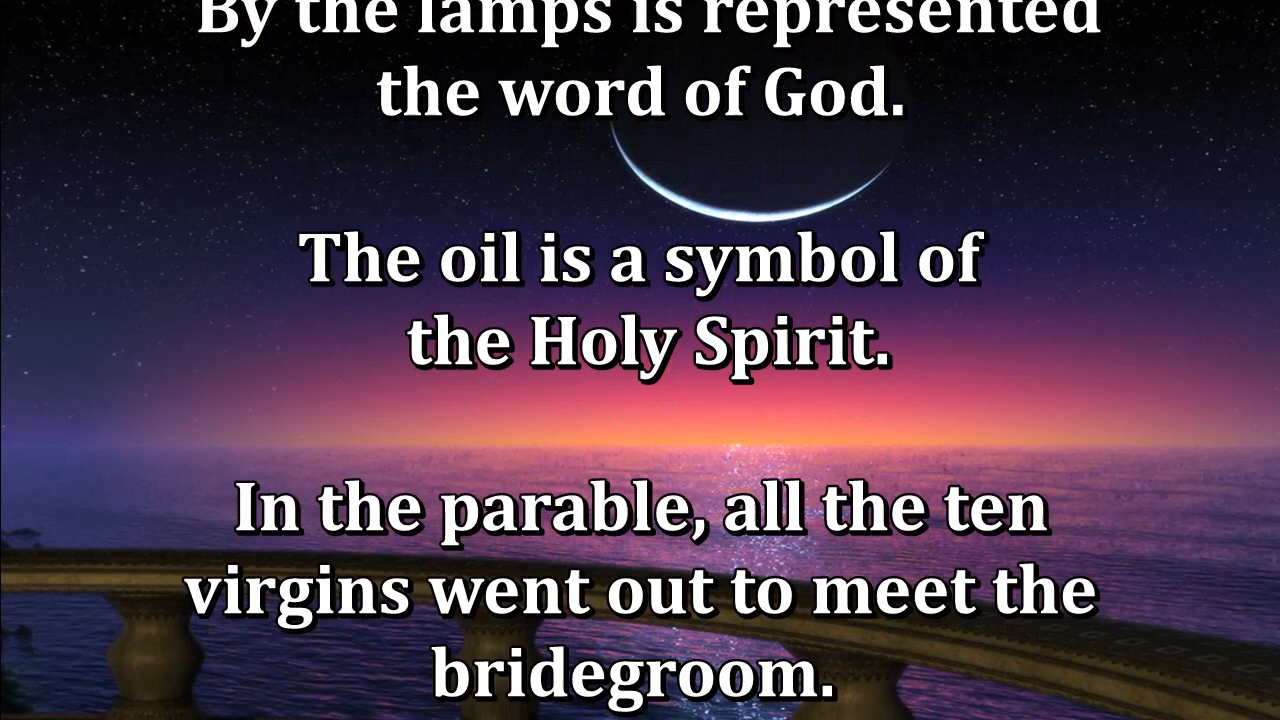 By the lamps is represented
the word of God.
The oil is a symbol of
the Holy Spirit.
In the parable, all the ten
virgins went out to meet the
bridegroom.